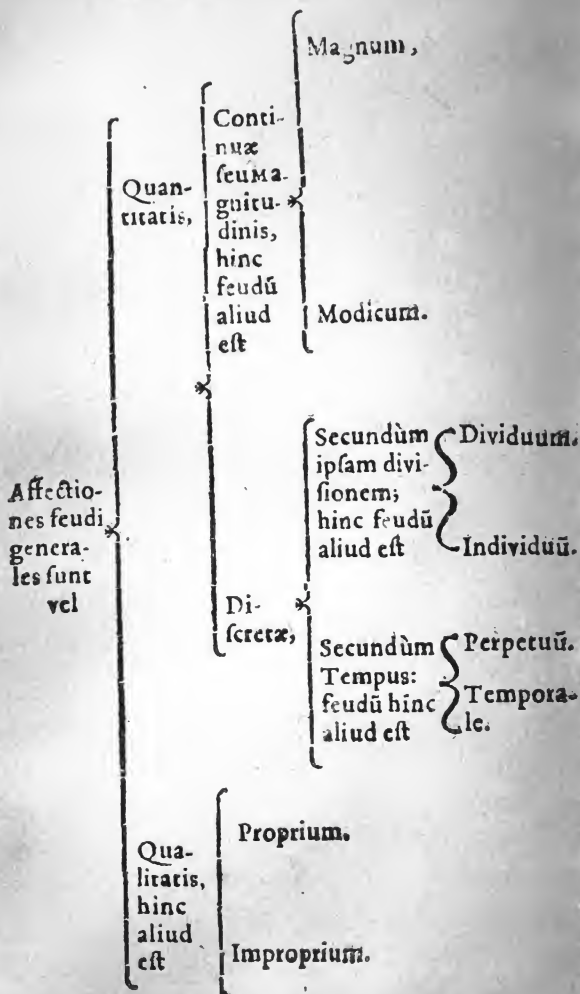 Affectio-
nes feudi
genera-
les ſunt
vel
Quan-
titatis,
Conti-
nuæ
ſeu Ma-
gnitu-
dinis,
hinc
feudū
aliud
eſt
Magnum,
Modicum.
Di-
ſcretæ,
Secundùm
ipſam divi-
ſionem;
hinc feudū
aliud eſt
Dividuum.
Individuū.
Secundùm
Tempus:
feudū hinc
aliud eſt
Perpetuū.
Tempora-
le.
Qua-
litatis,
hinc
aliud
eſt
Proprium.
Improprium.